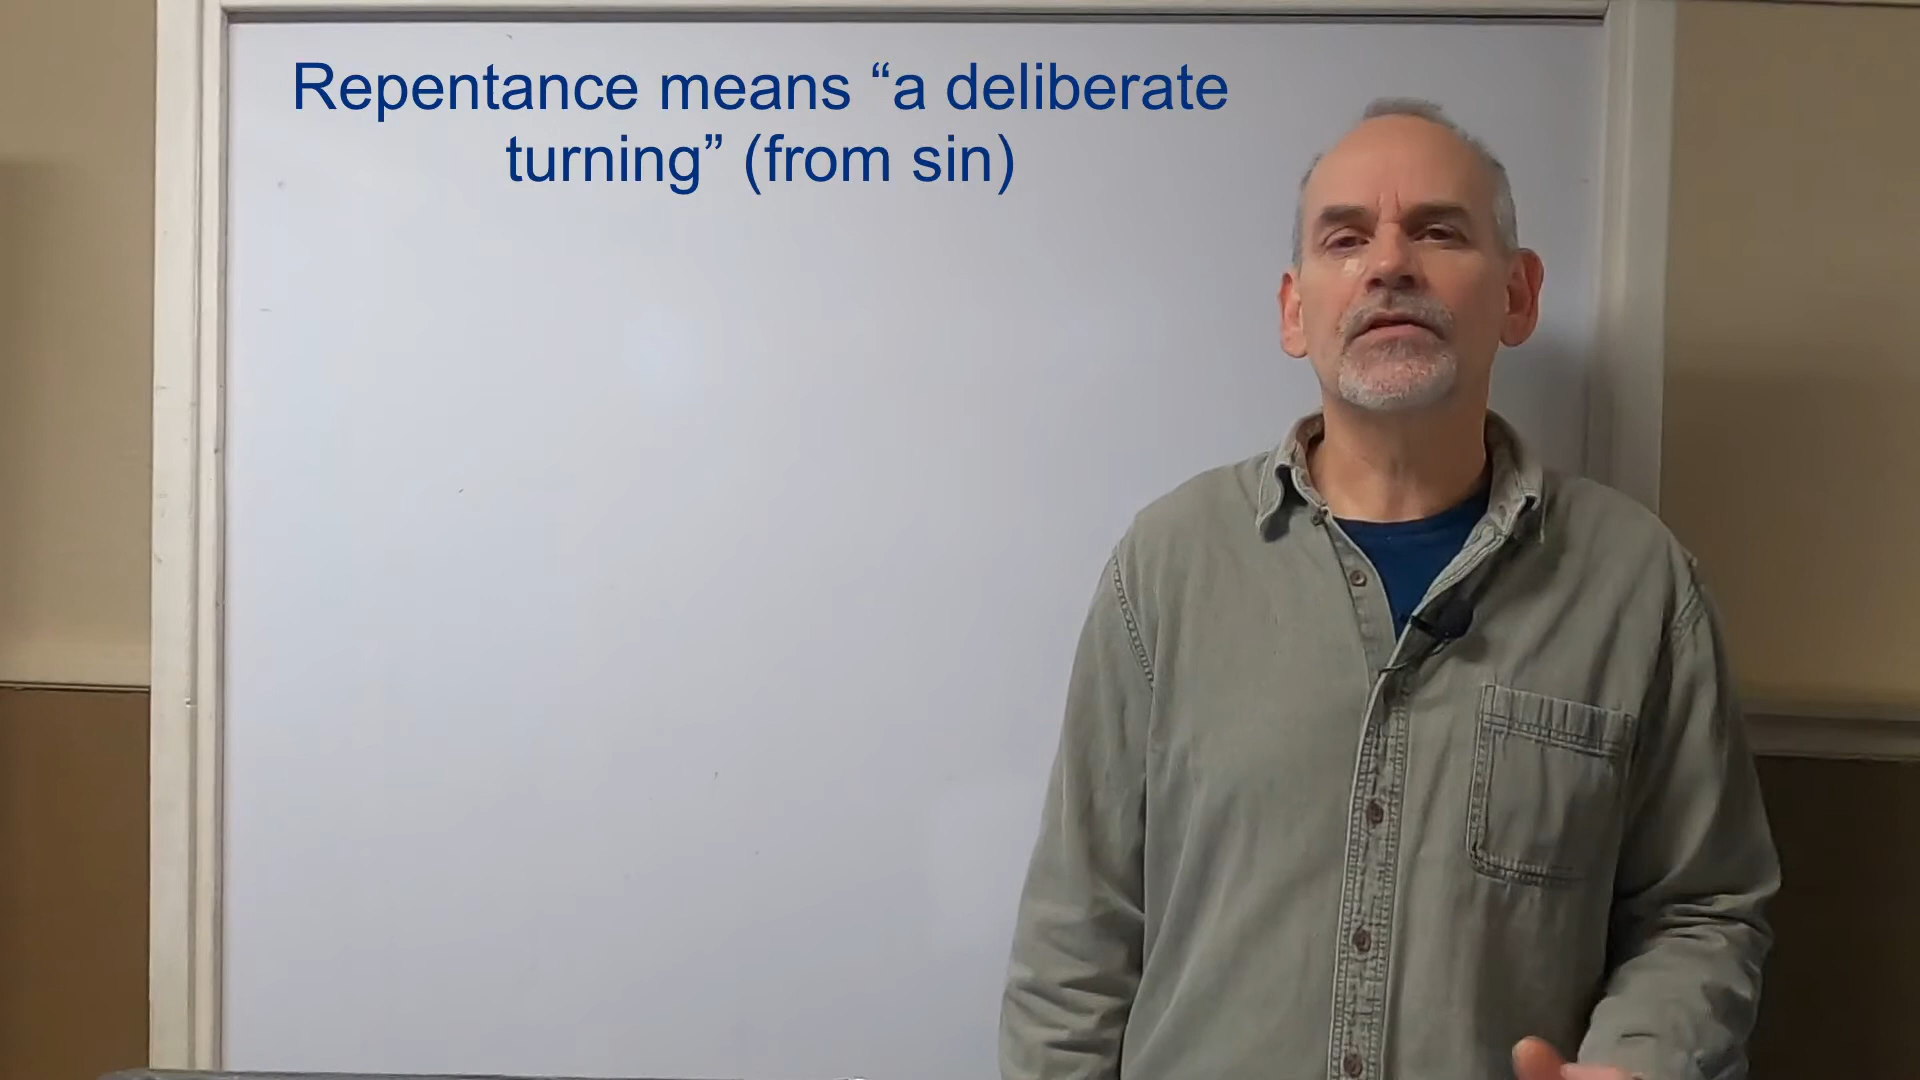 Repentance means “a deliberate
turning” (from sin)